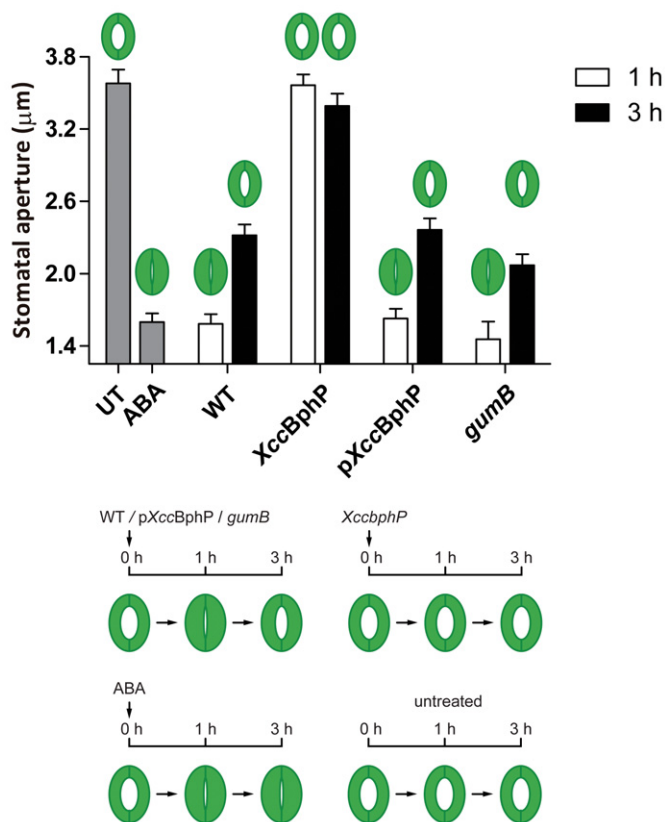 3.8
3.2
2.6
2.0
1.4
Stomatal aperture (μm)
1 h
3 h
UT
ABA
WT
XccBphP
pXccBphP
gumB
WT / pXccBphP / gumB
0 h 1 h 3 h
XccbphP
0 h 1 h 3 h
ABA
0 h 1 h 3 h
untreated
0 h 1 h 3 h